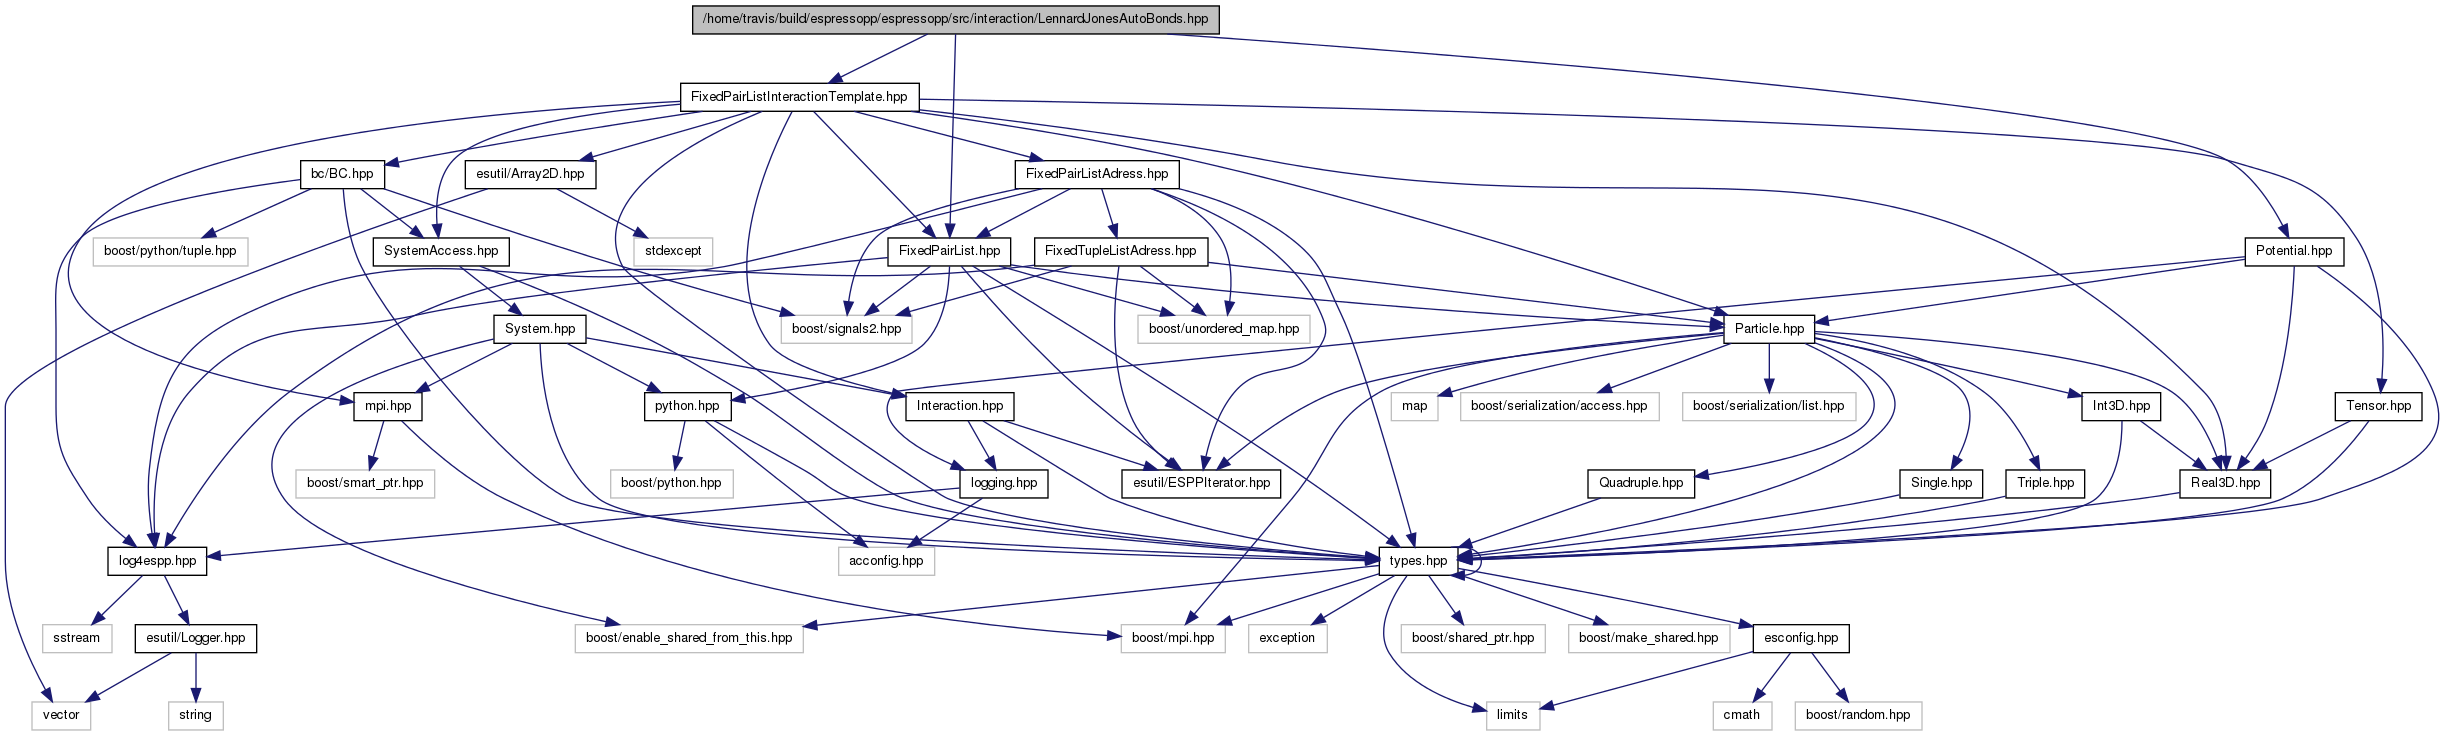 /home/travis/build/espressopp/espressopp/src/interaction/LennardJonesAutoBonds.hpp
FixedPairListInteractionTemplate.hpp
bc/BC.hpp
esutil/Array2D.hpp
FixedPairListAdress.hpp
boost/python/tuple.hpp
SystemAccess.hpp
stdexcept
FixedPairList.hpp
FixedTupleListAdress.hpp
Potential.hpp
System.hpp
boost/signals2.hpp
boost/unordered_map.hpp
Particle.hpp
mpi.hpp
python.hpp
Interaction.hpp
map
boost/serialization/access.hpp
boost/serialization/list.hpp
Int3D.hpp
Tensor.hpp
boost/smart_ptr.hpp
boost/python.hpp
logging.hpp
esutil/ESPPIterator.hpp
Quadruple.hpp
Single.hpp
Triple.hpp
Real3D.hpp
log4espp.hpp
acconfig.hpp
types.hpp
sstream
esutil/Logger.hpp
boost/enable_shared_from_this.hpp
boost/mpi.hpp
exception
boost/shared_ptr.hpp
boost/make_shared.hpp
esconfig.hpp
vector
string
limits
cmath
boost/random.hpp